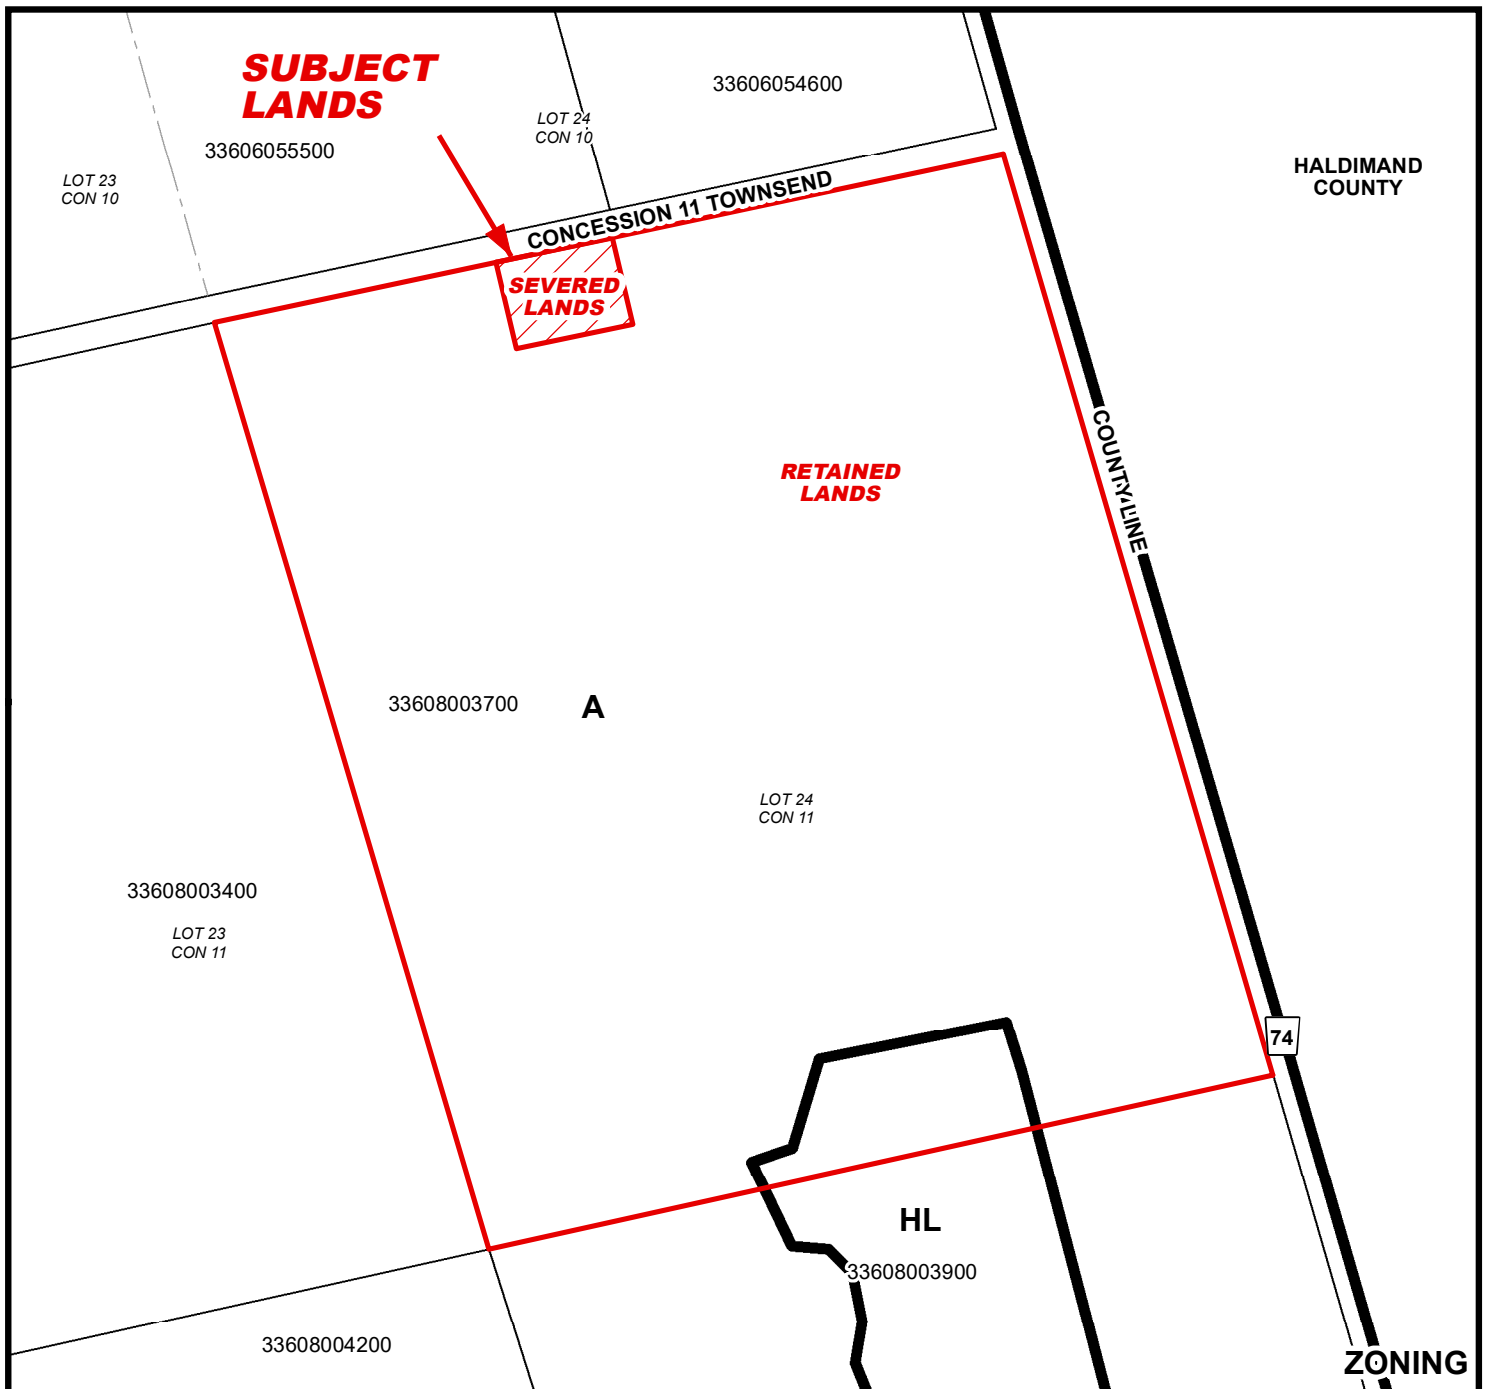 SUBJECT
LANDS
33606054600
LOT 24
CON 10
33606055500
HALDIMAND
COUNTY
LOT 23
CON 10
CONCESSION 11 TOWNSEND
SEVERED
LANDS
RETAINED
LANDS
COUNTY LINE
33608003700
A
LOT 24
CON 11
33608003400
LOT 23
CON 11
74
HL
33608003900
33608004200
ZONING